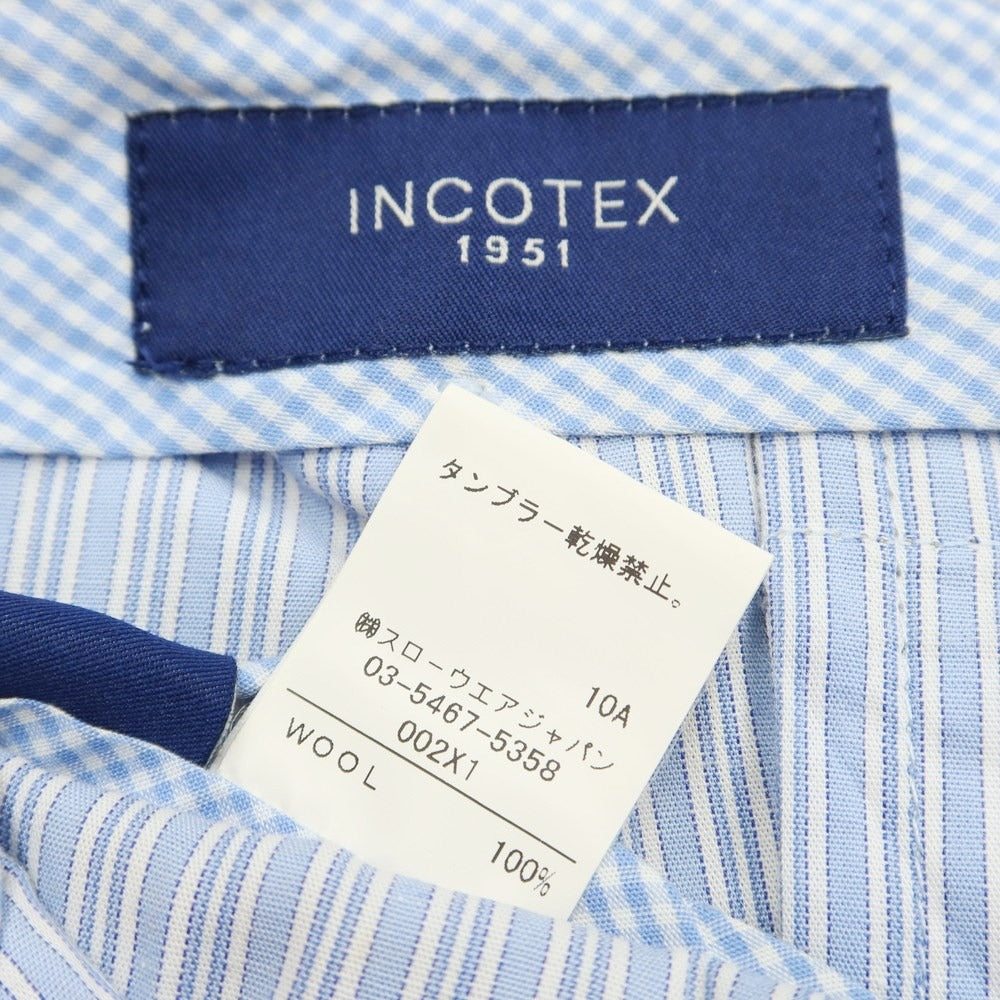 INCOTEX
1951
タンブラー乾燥禁止。
10A
㈱スローウエアジャパン
03-5467-5358
002X1
WOOL
100%